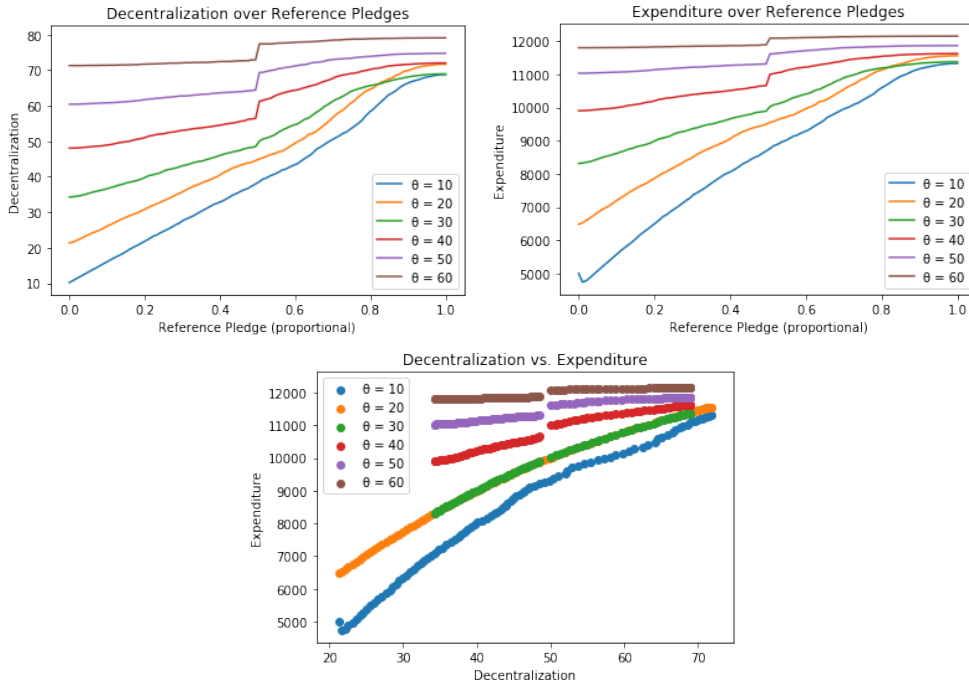 Decentralization over Reference Pledges
80
70
60
50
40
30
20
10
Decentralization
θ = 10
θ = 20
θ = 30
θ = 40
θ = 50
θ = 60
0.0 0.2 0.4 0.6 0.8 1.0
Reference Pledge (proportional)
Expenditure over Reference Pledges
12000
11000
10000
9000
8000
7000
6000
5000
Expenditure
θ = 10
θ = 20
θ = 30
θ = 40
θ = 50
θ = 60
0.0 0.2 0.4 0.6 0.8 1.0
Reference Pledge (proportional)
Decentralization vs. Expenditure
12000
11000
10000
9000
8000
7000
6000
5000
Expenditure
θ = 10
θ = 20
θ = 30
θ = 40
θ = 50
θ = 60
20 30 40 50 60 70
Decentralization